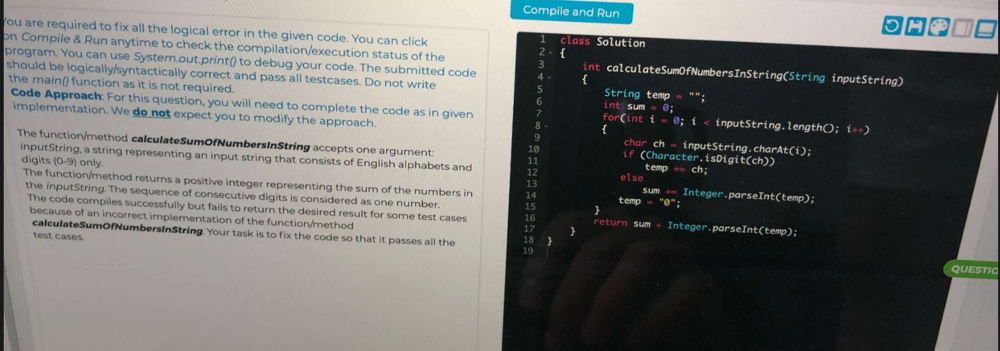 Compile and Run
You are required to fix all the logical error in the given code. You can click
on Compile & Run anytime to check the compilation/execution status of the
program. You can use System.out.print() to debug your code. The submitted code
should be logically/syntactically correct and pass all testcases. Do not write
the main() function as it is not required.
Code Approach: For this question, you will need to complete the code as in given
implementation. We do not expect you to modify the approach.
The function/method calculateSumOfNumbersInString accepts one argument:
inputString, a string representing an input string that consists of English alphabets and
digits (0-9) only.
The function/method returns a positive integer representing the sum of the numbers in
the inputString. The sequence of consecutive digits is considered as one number.
The code compiles successfully but fails to return the desired result for some test cases
because of an incorrect implementation of the function/method
calculateSumOfNumbersInString. Your task is to fix the code so that it passes all the
test cases.
1 class Solution
2 {
3 int calculateSumOfNumbersInString(String inputString)
4 {
5 String temp = "";
6 int sum = 0;
7 for(int i = 0; i < inputString.length(); i++)
8 {
9 char ch = inputString.charAt(i);
10 if (Character.isDigit(ch))
11 temp += ch;
12 else
13 sum += Integer.parseInt(temp);
14 temp = "0";
15 }
16 return sum + Integer.parseInt(temp);
17 }
18 }
19
QUESTIO